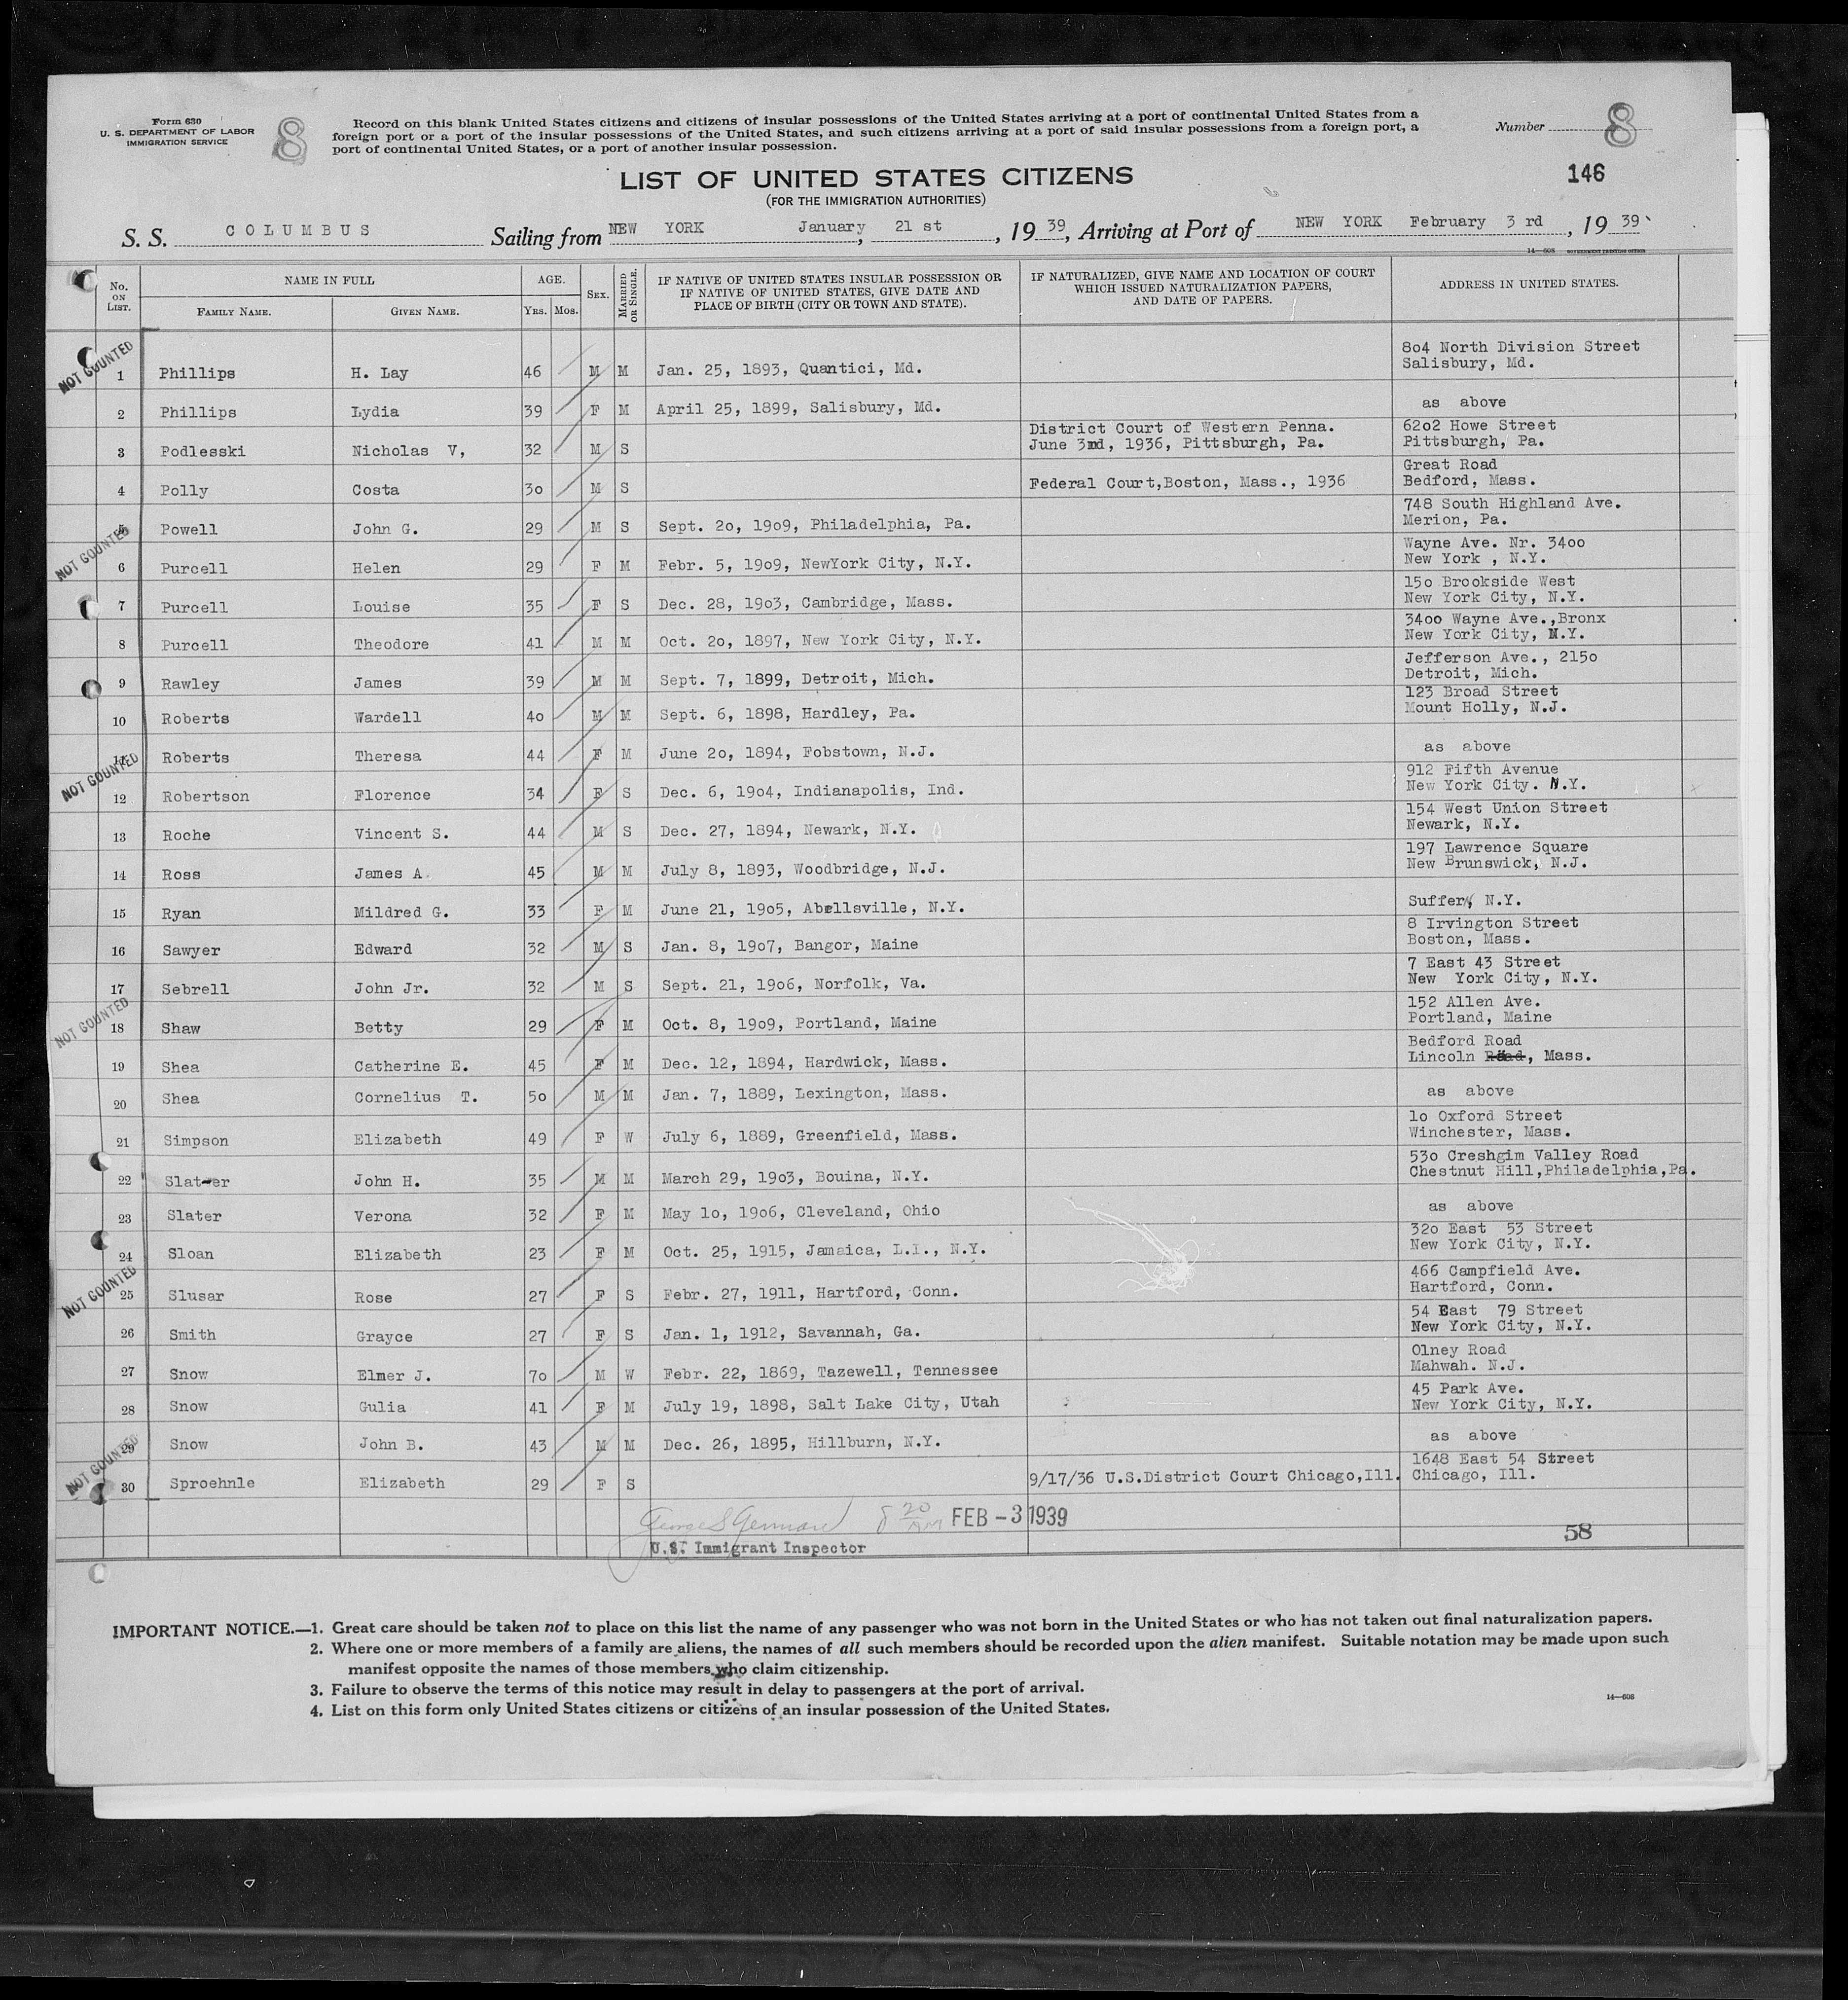 Form 630
U. S. DEPARTMENT OF LABOR
IMMIGRATION SERVICE
8
Record on this blank United States citizens and citizens of insular possessions of the United States arriving at a port of continental United States from a
foreign port or a port of the insular possessions of the United States, and such citizens arriving at a port of said insular possessions from a foreign port, a
port of continental United States, or a port of another insular possession.
Number 8
146
LIST OF UNITED STATES CITIZENS
(FOR THE IMMIGRATION AUTHORITIES)
S. S. COLUMBUS Sailing from NEW YORK January, 21 st, 19 39, Arriving at Port of NEW YORK February 3 rd, 19 39
14—608 GOVERNMENT PRINTING OFFICE
No. ON LIST. NAME IN FULL FAMILY NAME. GIVEN NAME. AGE. YRS. MOS. SEX. MARRIED OR SINGLE. IF NATIVE OF UNITED STATES INSULAR POSSESSION OR IF NATIVE OF UNITED STATES, GIVE DATE AND PLACE OF BIRTH (CITY OR TOWN AND STATE). IF NATURALIZED, GIVE NAME AND LOCATION OF COURT WHICH ISSUED NATURALIZATION PAPERS, AND DATE OF PAPERS. ADDRESS IN UNITED STATES.
NOT COUNTED
1 Phillips H. Lay 46 M M Jan. 25, 1893, Quantici, Md. 804 North Division Street Salisbury, Md.
2 Phillips Lydia 39 F M April 25, 1899, Salisbury, Md. as above
3 Podlesski Nicholas V, 32 M S District Court of Western Penna. June 3nd, 1936, Pittsburgh, Pa. 6202 Howe Street Pittsburgh, Pa.
4 Polly Costa 30 M S Federal Court,Boston, Mass., 1936 Great Road Bedford, Mass.
NOT COUNTED
5 Powell John G. 29 M S Sept. 20, 1909, Philadelphia, Pa. 748 South Highland Ave. Merion, Pa.
6 Purcell Helen 29 F M Febr. 5, 1909, NewYork City, N.Y. Wayne Ave. Nr. 3400 New York , N.Y.
7 Purcell Louise 35 F S Dec. 28, 1903, Cambridge, Mass. 150 Brookside West New York City, N.Y.
8 Purcell Theodore 41 M M Oct. 20, 1897, New York City, N.Y. 3400 Wayne Ave.,Bronx New York City, N.Y.
9 Rawley James 39 M M Sept. 7, 1899, Detroit, Mich. Jefferson Ave., 2150 Detroit, Mich.
10 Roberts Wardell 40 M M Sept. 6, 1898, Hardley, Pa. 123 Broad Street Mount Holly, N.J.
11 Roberts Theresa 44 F M June 20, 1894, Fobstown, N.J. as above
NOT COUNTED
12 Robertson Florence 34 F S Dec. 6, 1904, Indianapolis, Ind. 912 Fifth Avenue New York City. N.Y.
13 Roche Vincent S. 44 M S Dec. 27, 1894, Newark, N.Y. 154 West Union Street Newark, N.Y.
14 Ross James A. 45 M M July 8, 1893, Woodbridge, N.J. 197 Lawrence Square New Brunswick, N.J.
15 Ryan Mildred G. 33 F M June 21, 1905, Abellsville, N.Y. Suffern, N.Y.
16 Sawyer Edward 32 M S Jan. 8, 1907, Bangor, Maine 8 Irvington Street Boston, Mass.
17 Sebrell John Jr. 32 M S Sept. 21, 1906, Norfolk, Va. 7 East 43 Street New York City, N.Y.
NOT COUNTED
18 Shaw Betty 29 F M Oct. 8, 1909, Portland, Maine 152 Allen Ave. Portland, Maine
19 Shea Catherine E. 45 F M Dec. 12, 1894, Hardwick, Mass. Bedford Road Lincoln Road, Mass.
20 Shea Cornelius T. 50 M M Jan. 7, 1889, Lexington, Mass. as above
21 Simpson Elizabeth 49 F W July 6, 1889, Greenfield, Mass. 10 Oxford Street Winchester, Mass.
22 Slater John H. 35 M M March 29, 1903, Bouina, N.Y. 530 Creshgim Valley Road Chestnut Hill,Philadelphia,Pa.
23 Slater Verona 32 F M May 10, 1906, Cleveland, Ohio as above
24 Sloan Elizabeth 23 F M Oct. 25, 1915, Jamaica, L.I., N.Y. 320 East 53 Street New York City, N.Y.
NOT COUNTED
25 Slusar Rose 27 F S Febr. 27, 1911, Hartford, Conn. 466 Campfield Ave. Hartford, Conn.
26 Smith Grayce 27 F S Jan. 1, 1912, Savannah, Ga. 54 East 79 Street New York City, N.Y.
27 Snow Elmer J. 70 M W Febr. 22, 1869, Tazewell, Tennessee Olney Road Mahwah. N.J.
28 Snow Gulia 41 F M July 19, 1898, Salt Lake City, Utah 45 Park Ave. New York City, N.Y.
29 Snow John B. 43 M M Dec. 26, 1895, Hillburn, N.Y. as above
NOT COUNTED
30 Sproehnle Elizabeth 29 F S 9/17/36 U.S.District Court Chicago,Ill. 1648 East 54 Street Chicago, Ill.
8 20 AM FEB - 3 1939
U.S. Immigrant Inspector
58
IMPORTANT NOTICE.—1. Great care should be taken not to place on this list the name of any passenger who was not born in the United States or who has not taken out final naturalization papers.
2. Where one or more members of a family are aliens, the names of all such members should be recorded upon the alien manifest. Suitable notation may be made upon such
manifest opposite the names of those members who claim citizenship.
3. Failure to observe the terms of this notice may result in delay to passengers at the port of arrival.
4. List on this form only United States citizens or citizens of an insular possession of the United States.
14—608